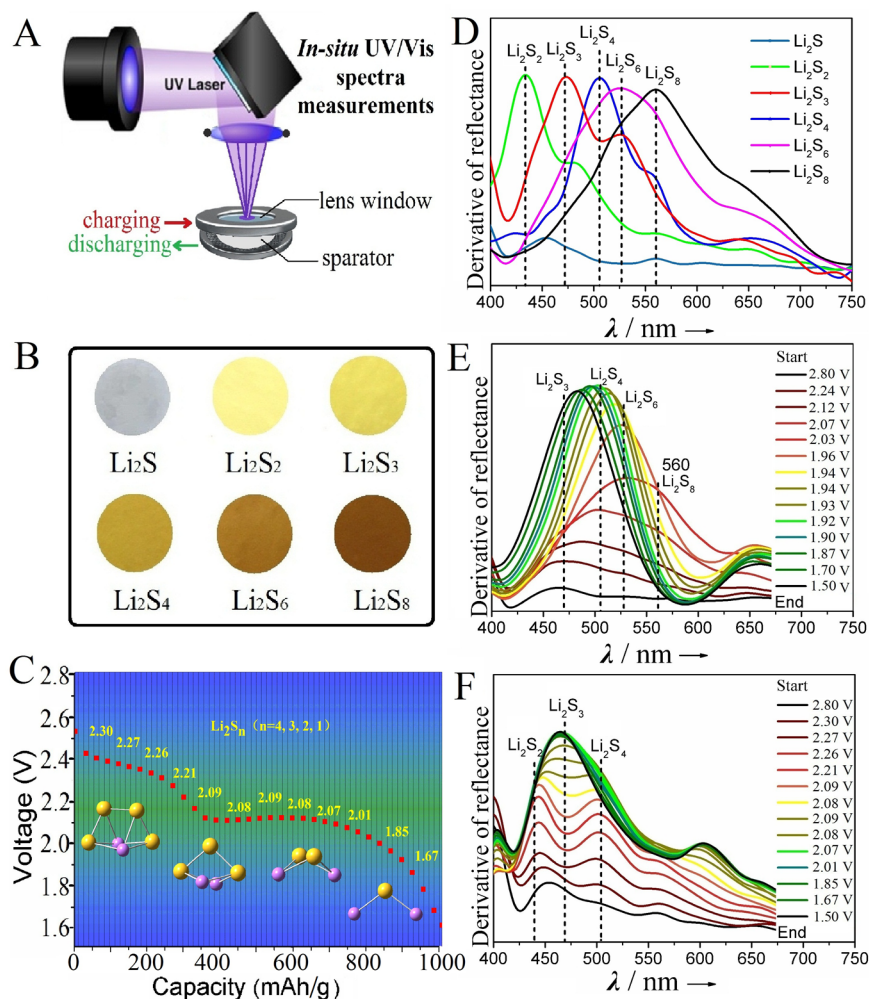 A
In-situ UV/Vis
spectra
measurements
UV Laser
lens window
charging
discharging
sparator
B
Li2S
Li2S2
Li2S3
Li2S4
Li2S6
Li2S8
C
Voltage (V)
2.8
2.6
2.4
2.2
2.0
1.8
1.6
Li₂Sₙ (n=4, 3, 2, 1)
2.30
2.27
2.26
2.21
2.09
2.08
2.09
2.08
2.07
2.01
1.85
1.67
0 200 400 600 800 1000
Capacity (mAh/g)
D
Derivative of reflectance
Li₂S₂
Li₂S₃
Li₂S₄
Li₂S₆
Li₂S₈
Li₂S
Li₂S₂
Li₂S₃
Li₂S₄
Li₂S₆
Li₂S₈
400 450 500 550 600 650 700 750
λ / nm →
E
Derivative of reflectance
Li₂S₃
Li₂S₄
Li₂S₆
560
Li₂S₈
Start
2.80 V
2.24 V
2.12 V
2.07 V
2.03 V
1.96 V
1.94 V
1.94 V
1.93 V
1.92 V
1.90 V
1.87 V
1.70 V
1.50 V
End
400 450 500 550 600 650 700 750
λ / nm →
F
Derivative of reflectance
Li₂S₂
Li₂S₃
Li₂S₄
Start
2.80 V
2.30 V
2.27 V
2.26 V
2.21 V
2.09 V
2.08 V
2.09 V
2.08 V
2.07 V
2.01 V
1.85 V
1.67 V
1.50 V
End
400 450 500 550 600 650 700 750
λ / nm →